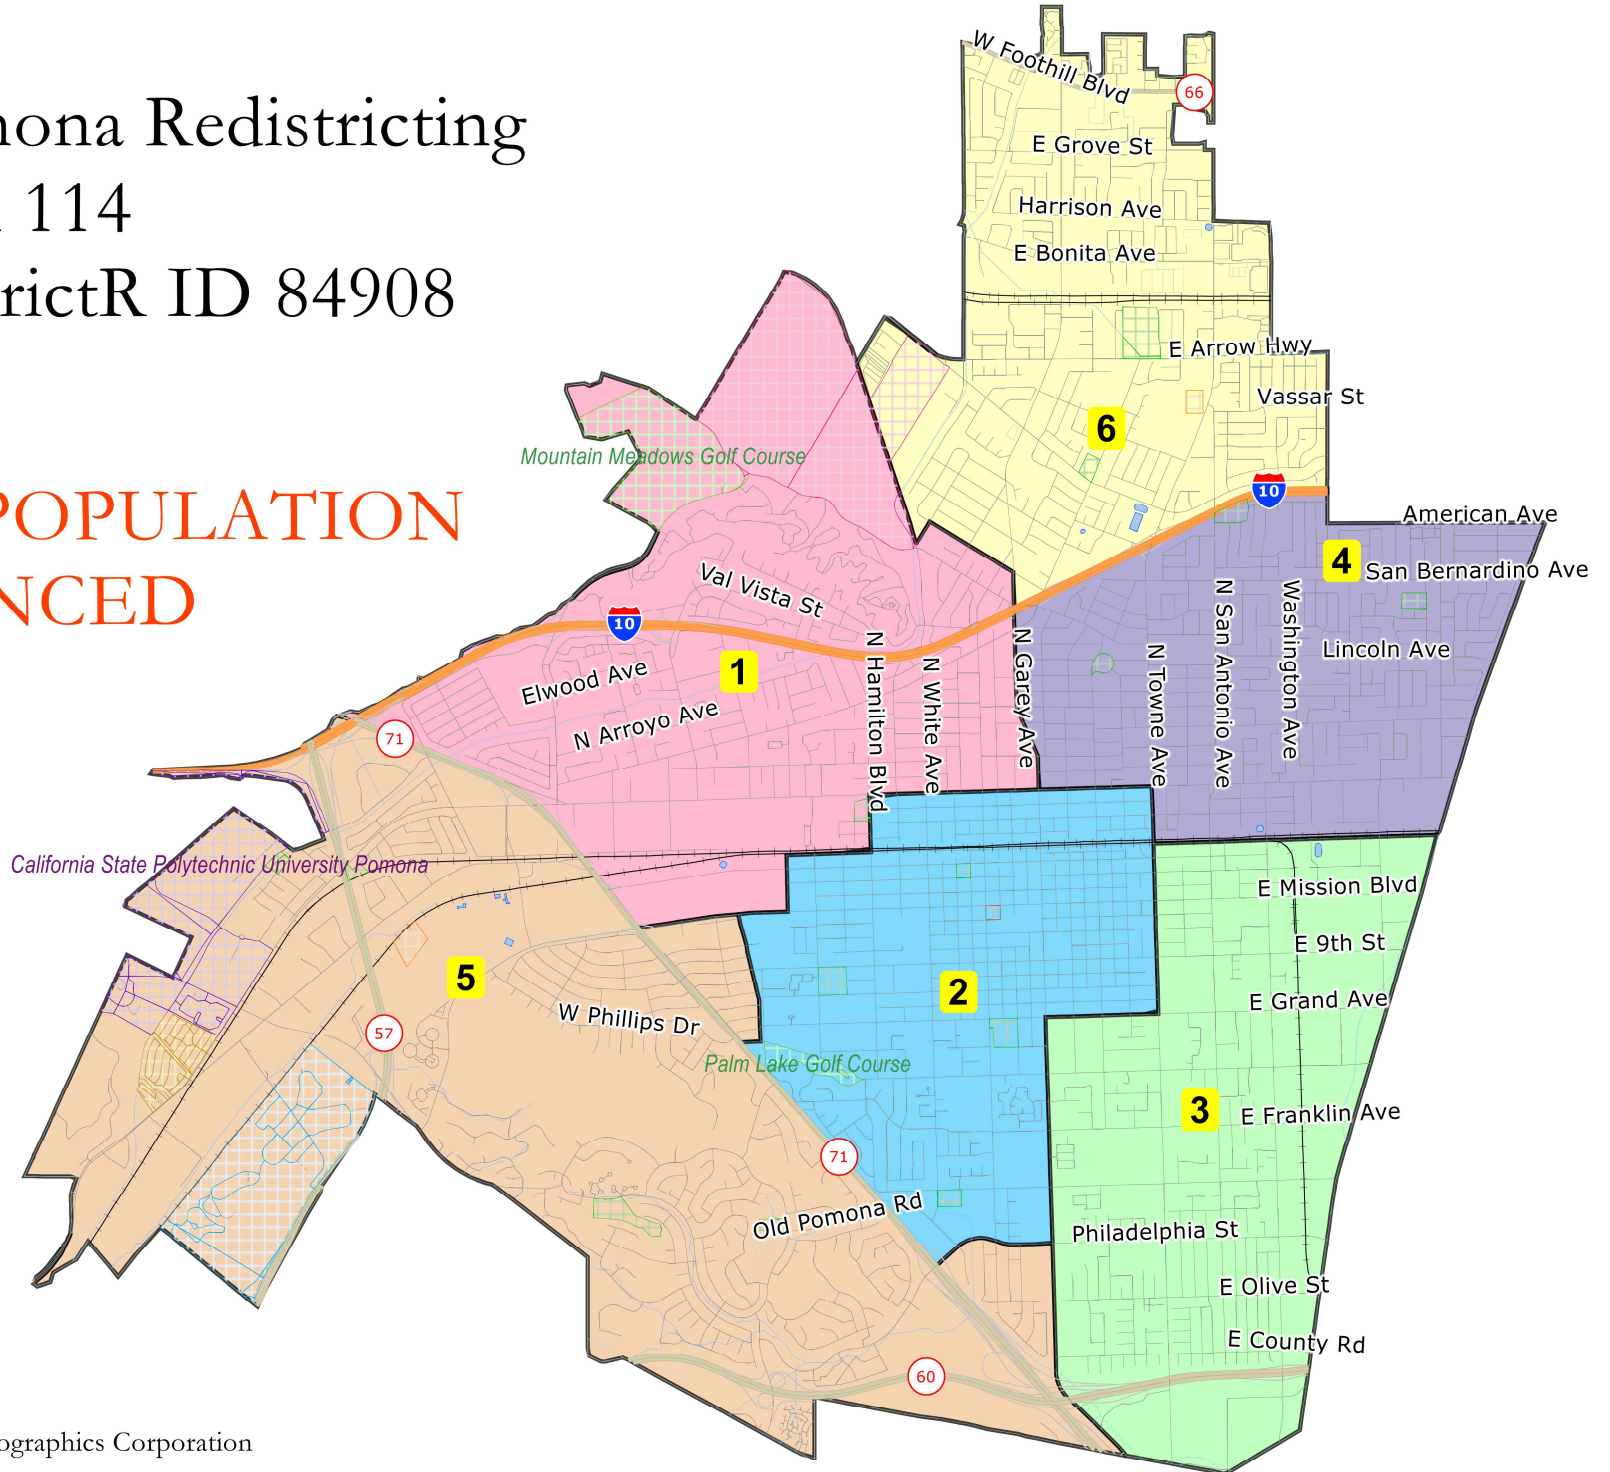 nona Redistricting
114
rictR ID 84908
POPULATION
NCED
W Foothill Blvd
66
E Grove St
Harrison Ave
E Bonita Ave
E Arrow Hwy
Vassar St
6
Mountain Meadows Golf Course
10
American Ave
4
San Bernardino Ave
Val Vista St
10
N Hamilton Blvd
N White Ave
N Garey Ave
N Towne Ave
N San Antonio Ave
Washington Ave
Lincoln Ave
1
Elwood Ave
N Arroyo Ave
71
California State Polytechnic University Pomona
E Mission Blvd
E 9th St
5
2
E Grand Ave
W Phillips Dr
57
Palm Lake Golf Course
3
E Franklin Ave
71
Old Pomona Rd
Philadelphia St
E Olive St
E County Rd
60
ographics Corporation